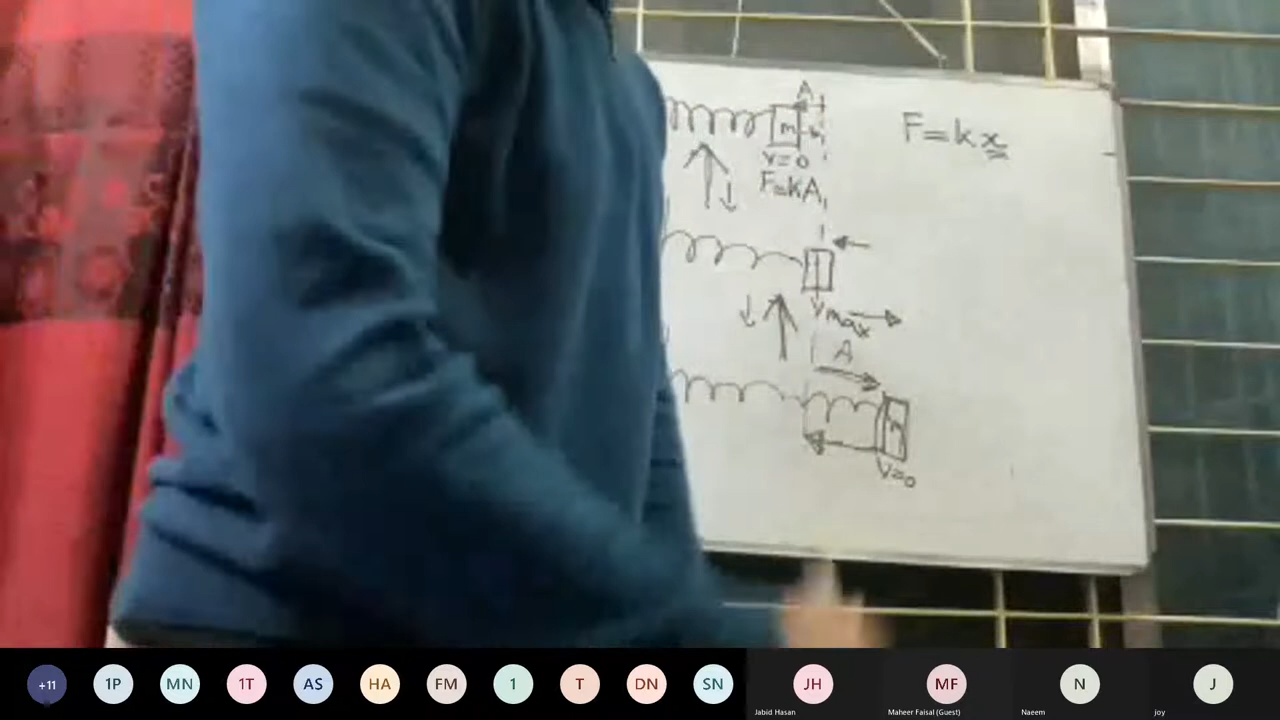 A
F=kx
m
V=0
F=kA
Vmax
A
m
V=0
+11
1P
MN
1T
AS
HA
FM
1
T
DN
SN
JH
MF
N
J
Jabid Hasan
Maheer Faisal (Guest)
Naeem
joy